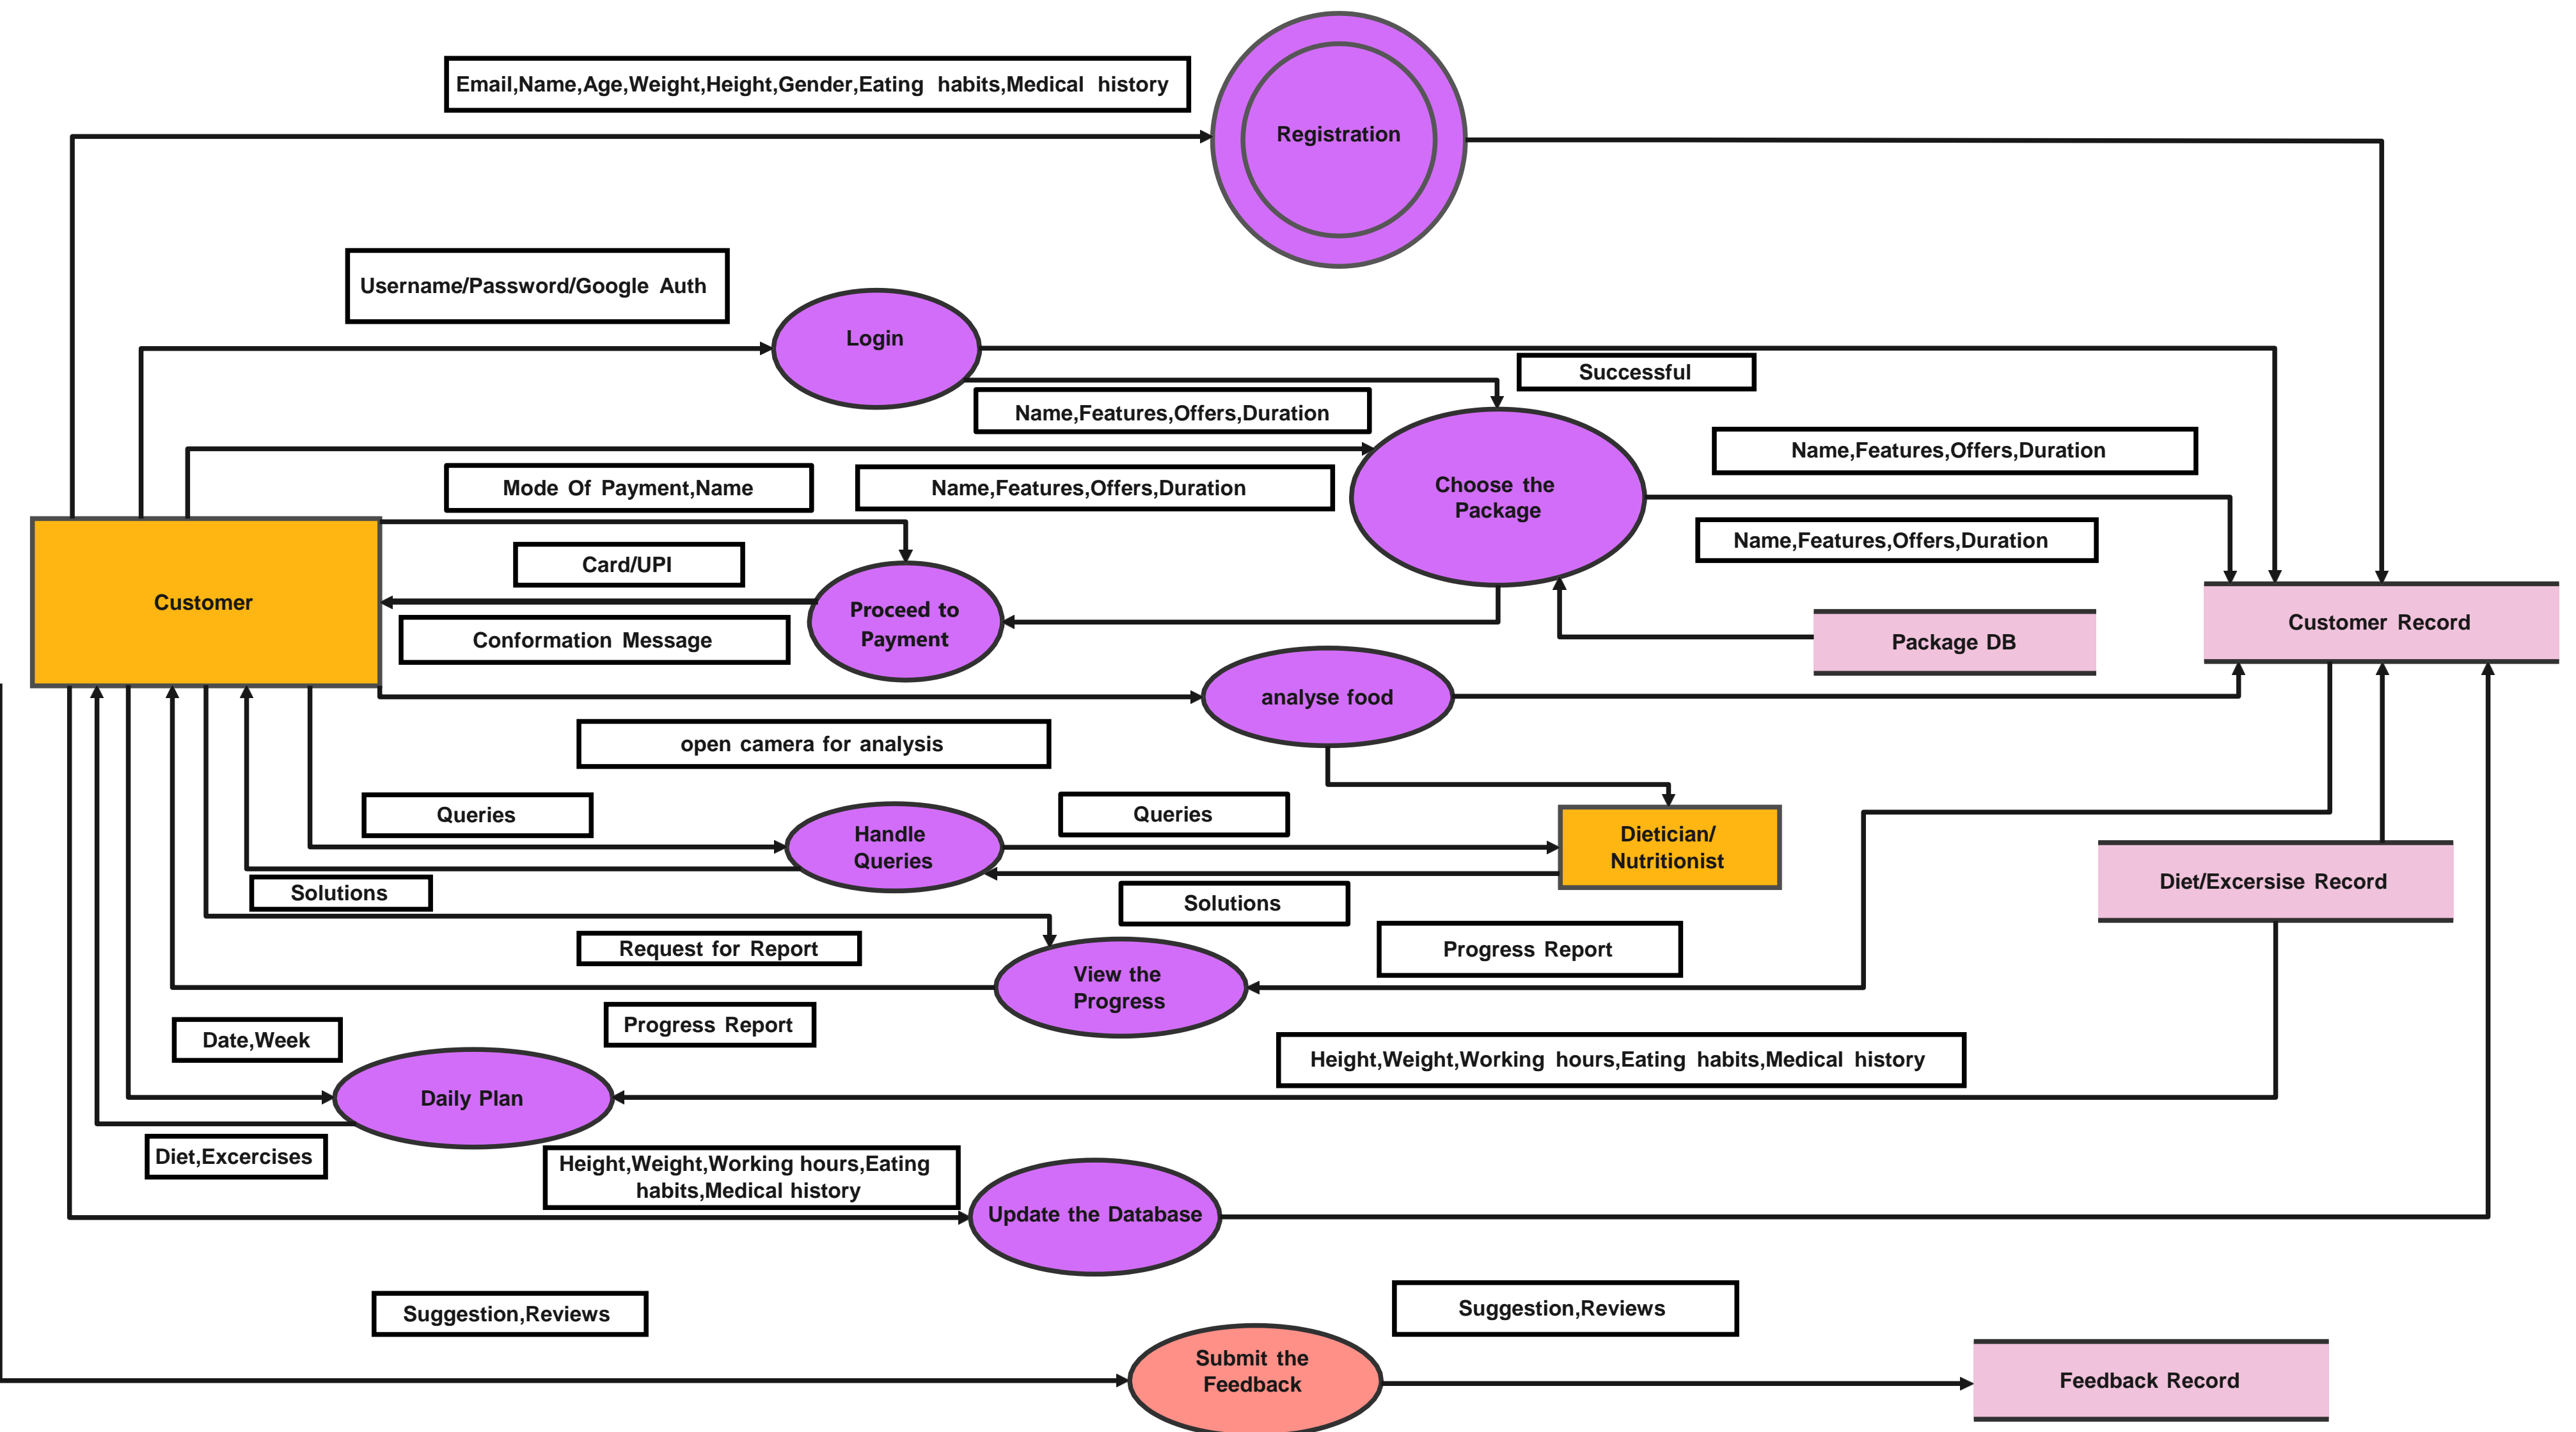 Email,Name,Age,Weight,Height,Gender,Eating habits,Medical history
Registration
Username/Password/Google Auth
Login
Successful
Name,Features,Offers,Duration
Name,Features,Offers,Duration
Mode Of Payment,Name
Name,Features,Offers,Duration
Choose the
Package
Name,Features,Offers,Duration
Card/UPI
Customer
Proceed to
Payment
Conformation Message
Package DB
Customer Record
analyse food
open camera for analysis
Queries
Queries
Handle
Queries
Dietician/
Nutritionist
Diet/Excersise Record
Solutions
Solutions
Request for Report
Progress Report
View the
Progress
Progress Report
Date,Week
Height,Weight,Working hours,Eating habits,Medical history
Daily Plan
Diet,Excercises
Height,Weight,Working hours,Eating
habits,Medical history
Update the Database
Suggestion,Reviews
Suggestion,Reviews
Submit the
Feedback
Feedback Record